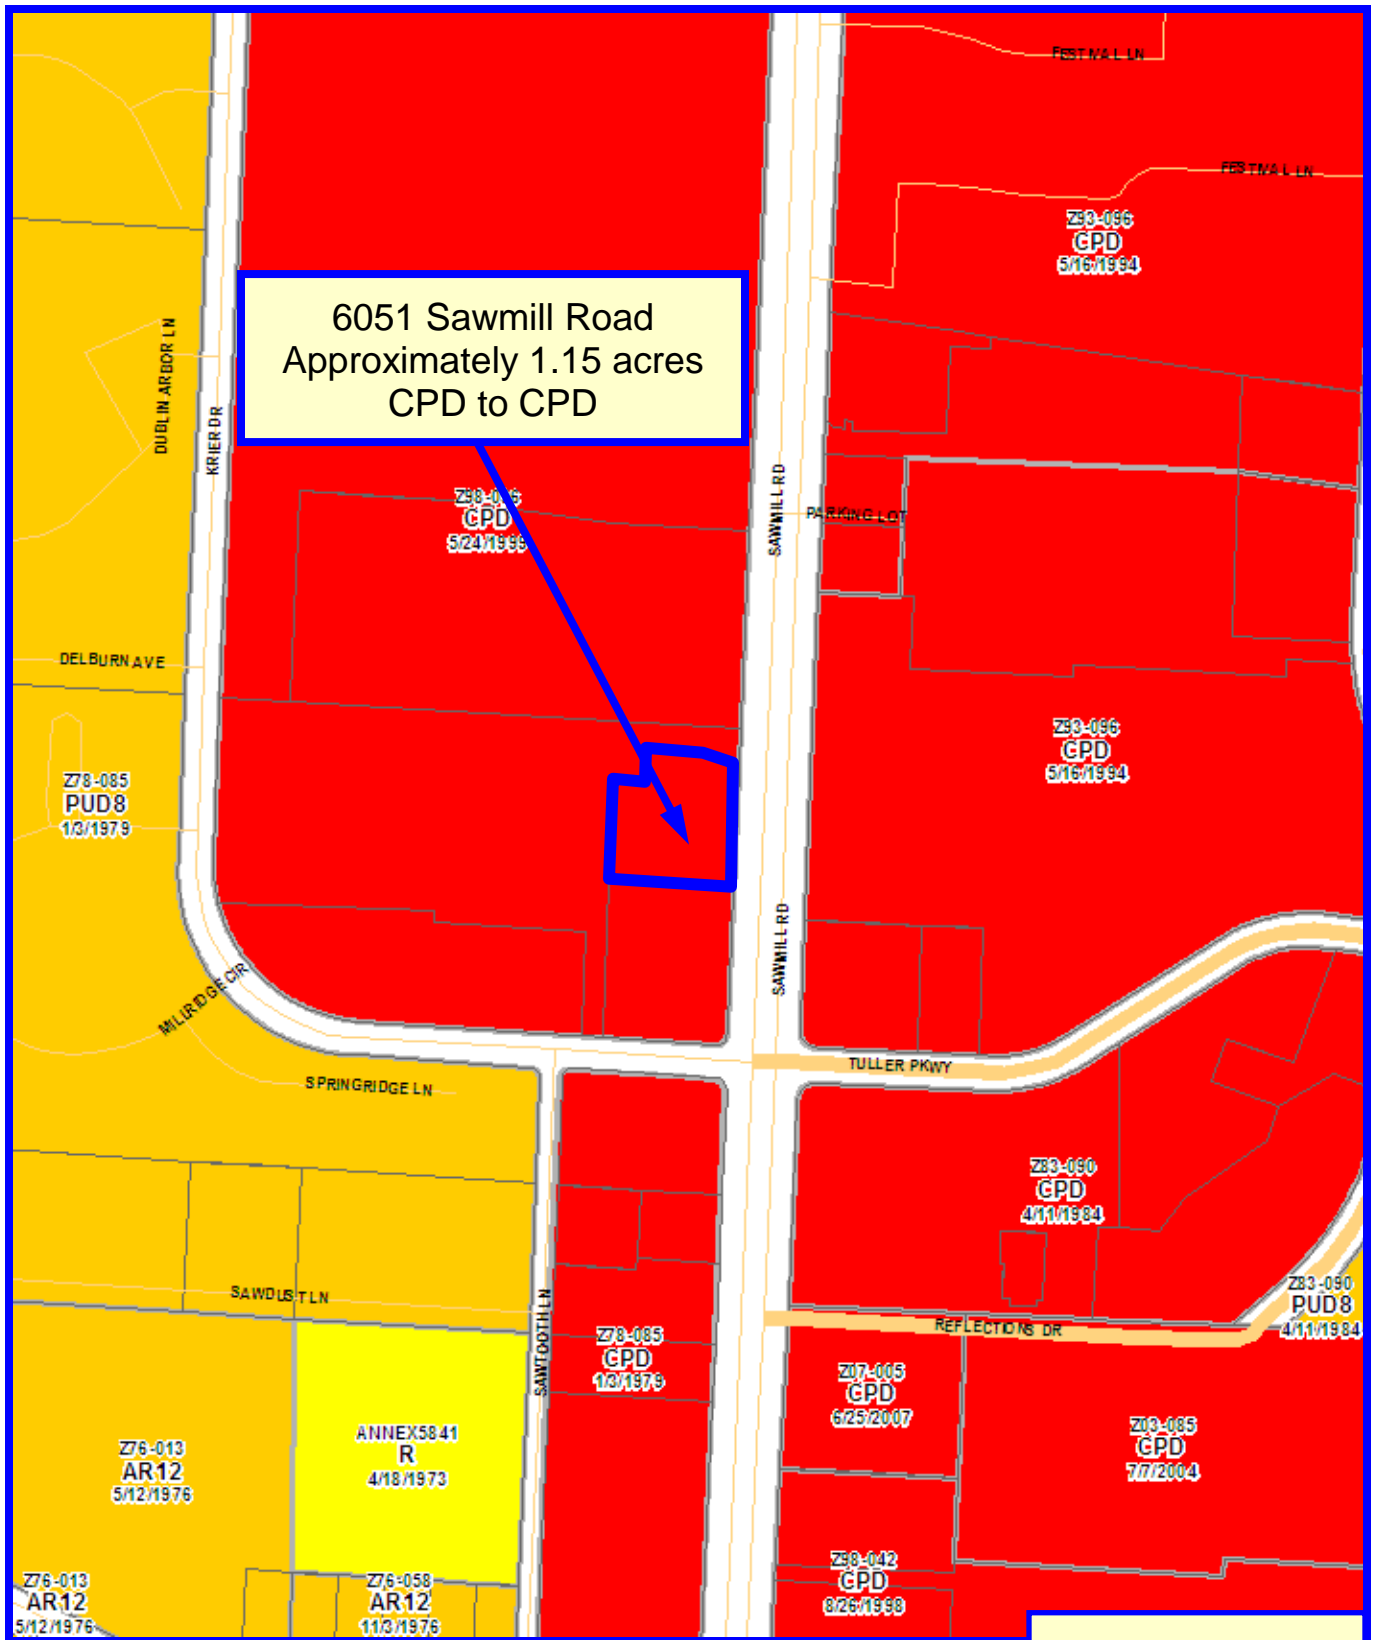 FESTIVAL LN
FESTIVAL LN
Z93-096
CPD
5/16/1994
6051 Sawmill Road
Approximately 1.15 acres
CPD to CPD
DUBLIN ARBOR LN
KRIER DR
SAWMILL RD
CPD
5/24/1999
PARKING LOT
DELBURN AVE
Z93-096
CPD
5/16/1994
Z78-085
PUD8
1/3/1979
SAWMILL RD
MILLRIDGE CIR
TULLER PKWY
SPRINGRIDGE LN
Z83-090
CPD
4/11/1984
SAWDUST LN
SAWTOOTH LN
Z83-090
PUD8
4/11/1984
REFLECTIONS DR
Z78-085
CPD
1/3/1979
Z07-005
CPD
6/25/2007
ANNEX5841
R
4/18/1973
Z03-085
CPD
7/7/2004
Z76-013
AR12
5/12/1976
Z98-042
CPD
8/26/1998
Z76-013
AR12
5/12/1976
Z76-058
AR12
11/3/1976